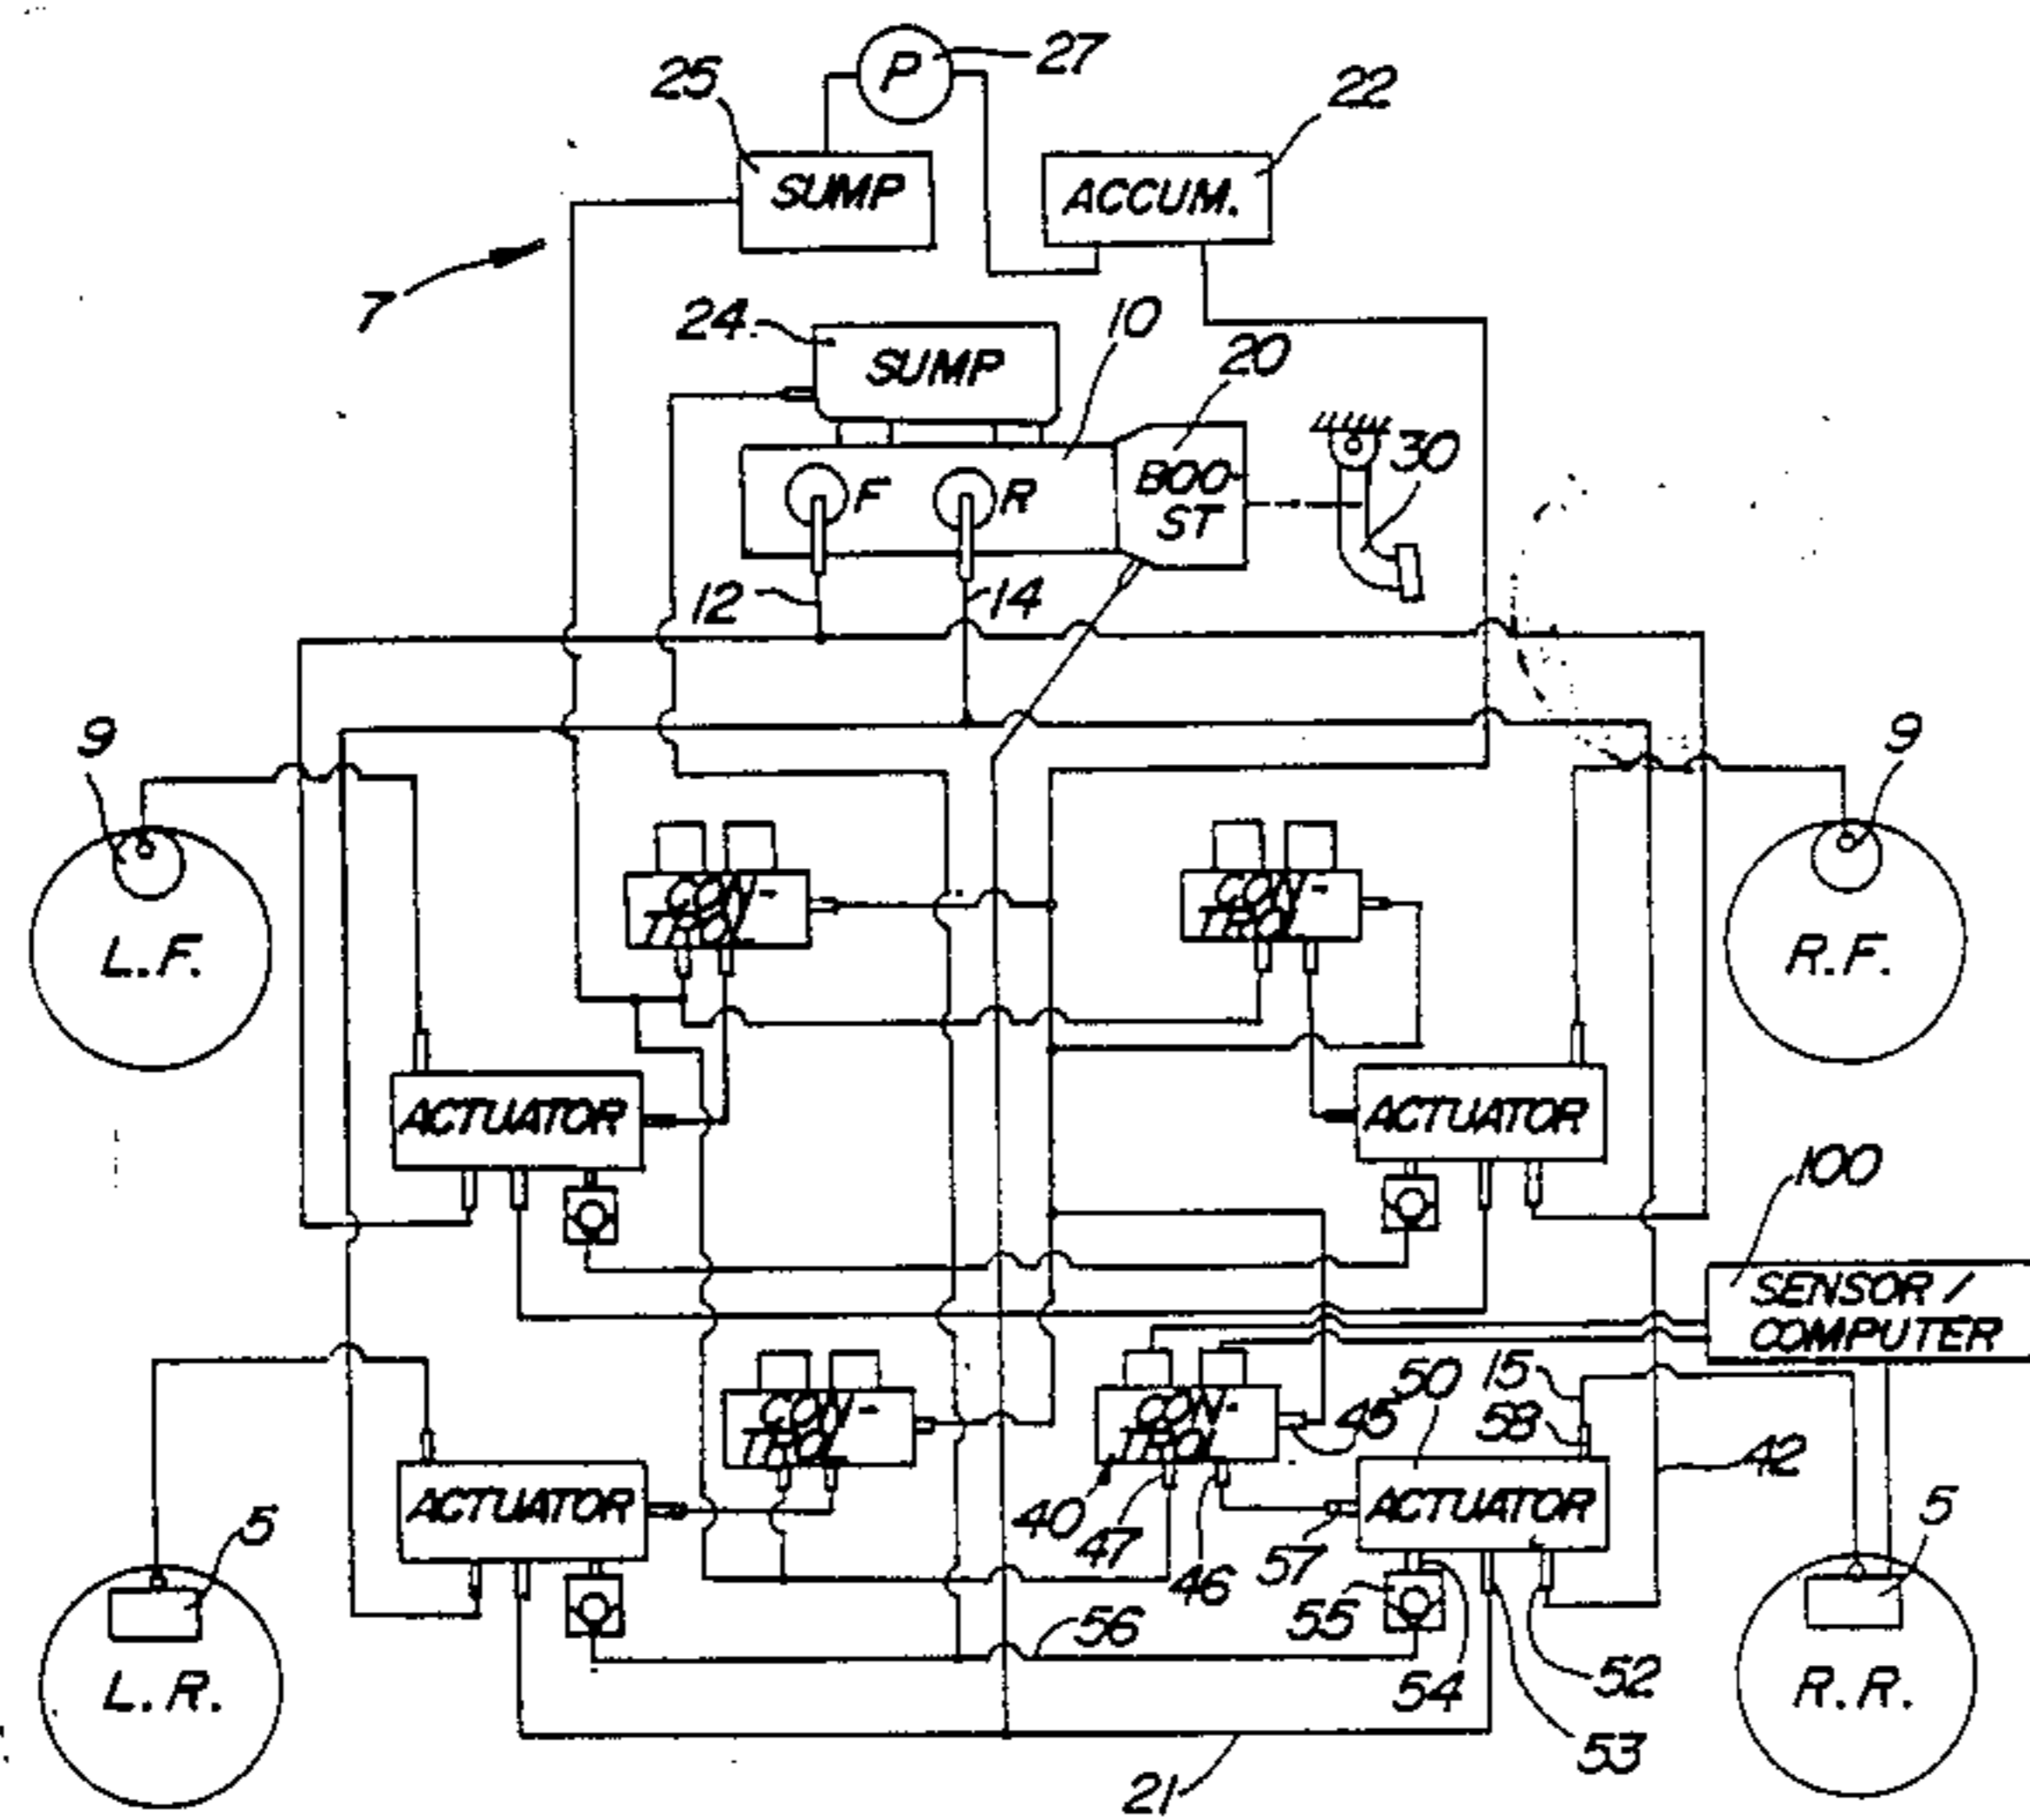 P
27
25
22
SUMP
ACCUM.
7
24
10
SUMP
20
30
F
R
BOO-
ST
12
14
9
9
CON-
TROL
CON-
TROL
L.F.
R.F.
ACTUATOR
ACTUATOR
100
SENSOR /
COMPUTER
50
15
58
CON-
TROL
CON-
TROL
45
42
ACTUATOR
40
47
46
57
ACTUATOR
5
5
55
56
54
52
L.R.
R.R.
53
21